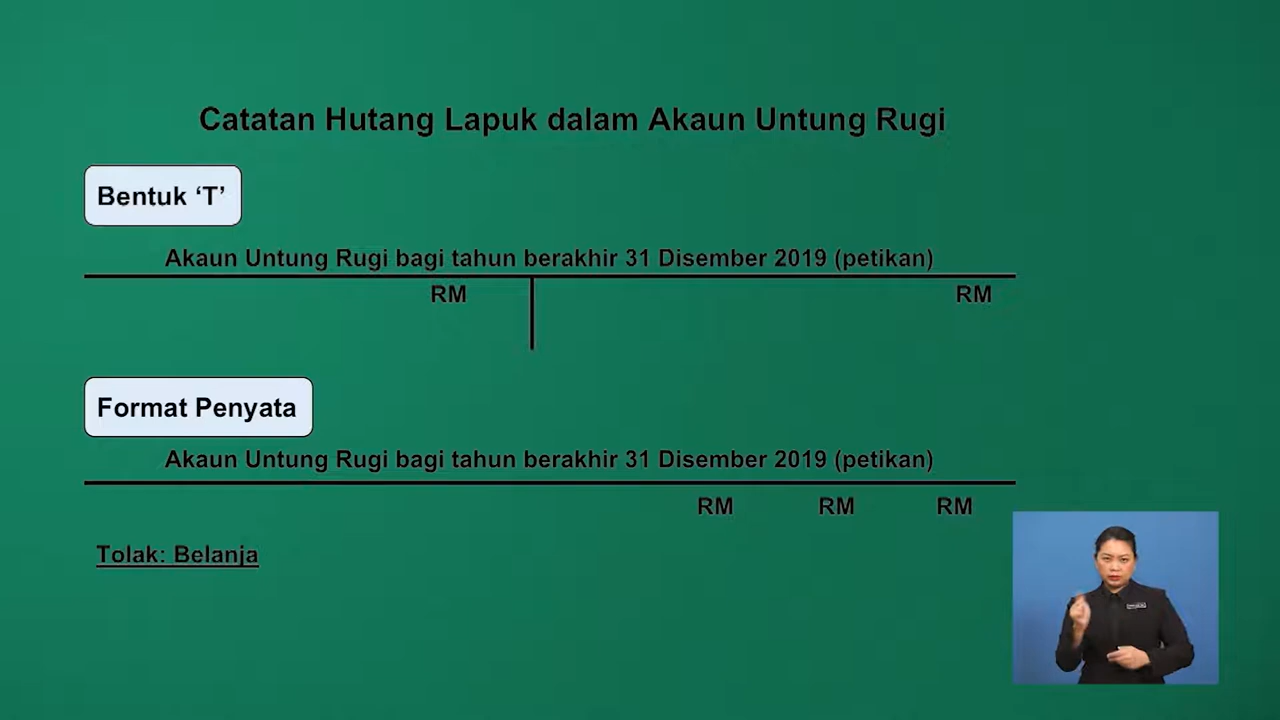 Catatan Hutang Lapuk dalam Akaun Untung Rugi
Bentuk ‘T’
Akaun Untung Rugi bagi tahun berakhir 31 Disember 2019 (petikan)
RM RM
Format Penyata
Akaun Untung Rugi bagi tahun berakhir 31 Disember 2019 (petikan)
RM RM RM
Tolak: Belanja